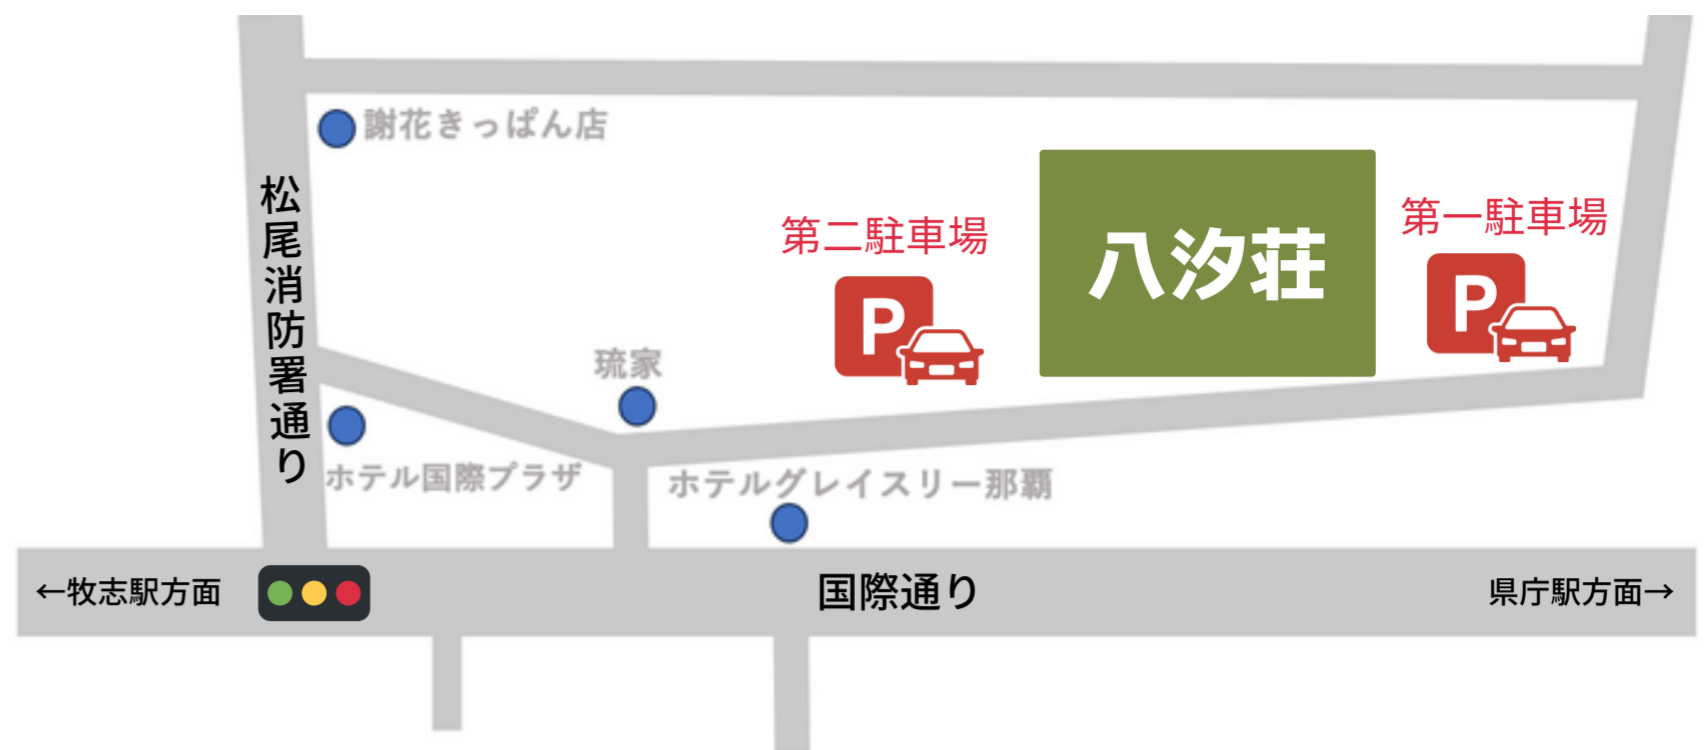 謝花きっぱん店
松尾消防署通り
第二駐車場
P
八汐荘
第一駐車場
P
琉家
ホテル国際プラザ
ホテルグレイスリー那覇
←牧志駅方面
国際通り
県庁駅方面→